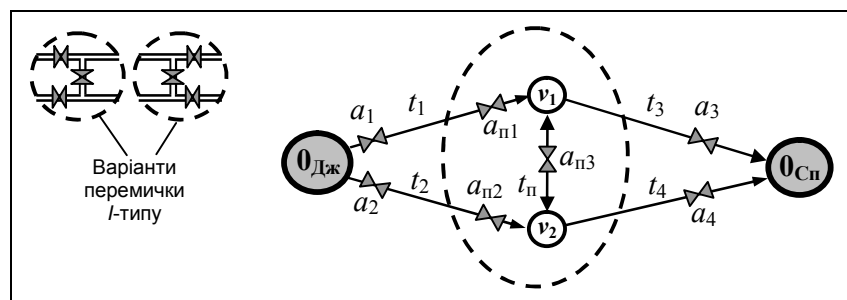 Варіанти
перемички
I-типу
0Дж
a1
t1
aп1
v1
t3
a3
aп3
tп
a2
t2
aп2
v2
t4
a4
0Сп